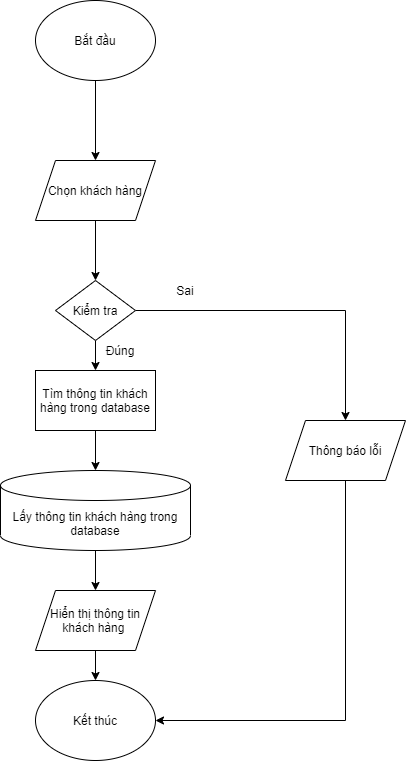 Bắt đầu
Chọn khách hàng
Kiểm tra
Sai
Đúng
Tìm thông tin khách
hàng trong database
Thông báo lỗi
Lấy thông tin khách hàng trong
database
Hiển thị thông tin
khách hàng
Kết thúc